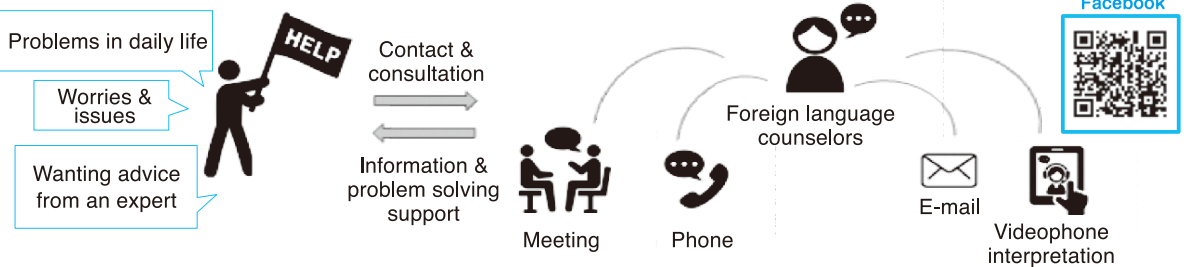 Problems in daily life
Worries &
issues
Wanting advice
from an expert
HELP
Contact &
consultation
Information &
problem solving
support
Foreign language
counselors
Meeting
Phone
E-mail
Videophone
interpretation
Facebook